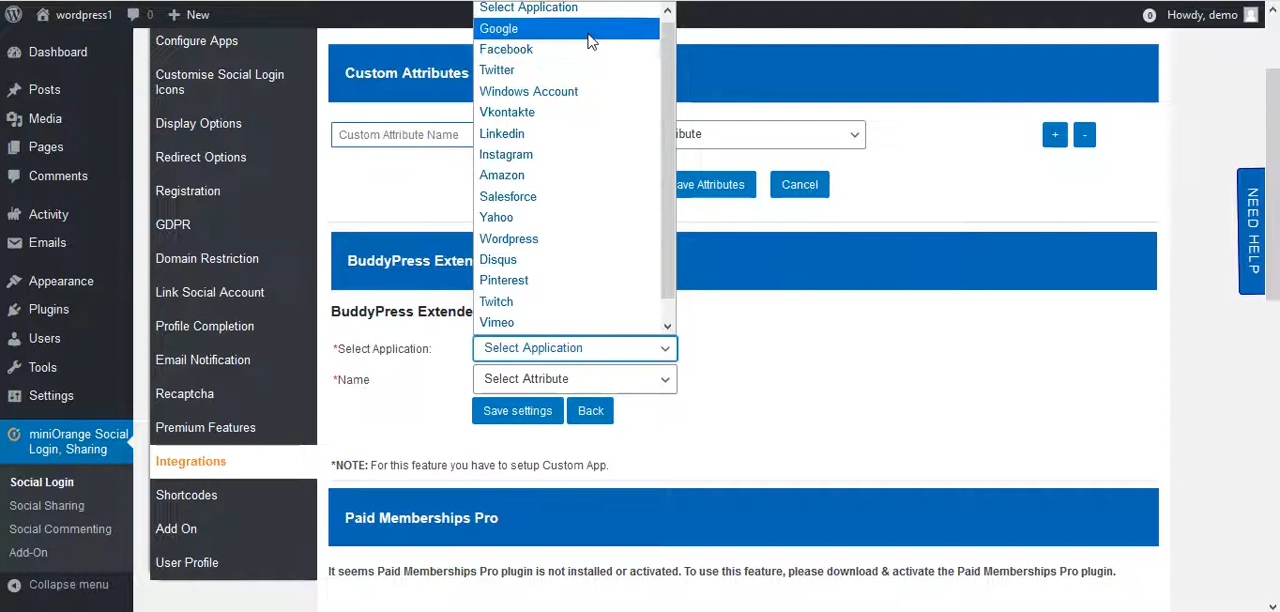 wordpress1
0
New
0
Howdy, demo
Dashboard
Posts
Media
Pages
Comments
Activity
Emails
Appearance
Plugins
Users
Tools
Settings
miniOrange Social
Login, Sharing
Social Login
Social Sharing
Social Commenting
Add-On
Collapse menu
Configure Apps
Customise Social Login
Icons
Display Options
Redirect Options
Registration
GDPR
Domain Restriction
Link Social Account
Profile Completion
Email Notification
Recaptcha
Premium Features
Integrations
Shortcodes
Add On
User Profile
Custom Attributes
Custom Attribute Name
ibute
+
-
ave Attributes
Cancel
BuddyPress Exten
BuddyPress Extende
Select Application
Google
Facebook
Twitter
Windows Account
Vkontakte
Linkedin
Instagram
Amazon
Salesforce
Yahoo
Wordpress
Disqus
Pinterest
Twitch
Vimeo
*Select Application:
Select Application
*Name
Select Attribute
Save settings
Back
*NOTE: For this feature you have to setup Custom App.
Paid Memberships Pro
It seems Paid Memberships Pro plugin is not installed or activated. To use this feature, please download & activate the Paid Memberships Pro plugin.
NEED HELP